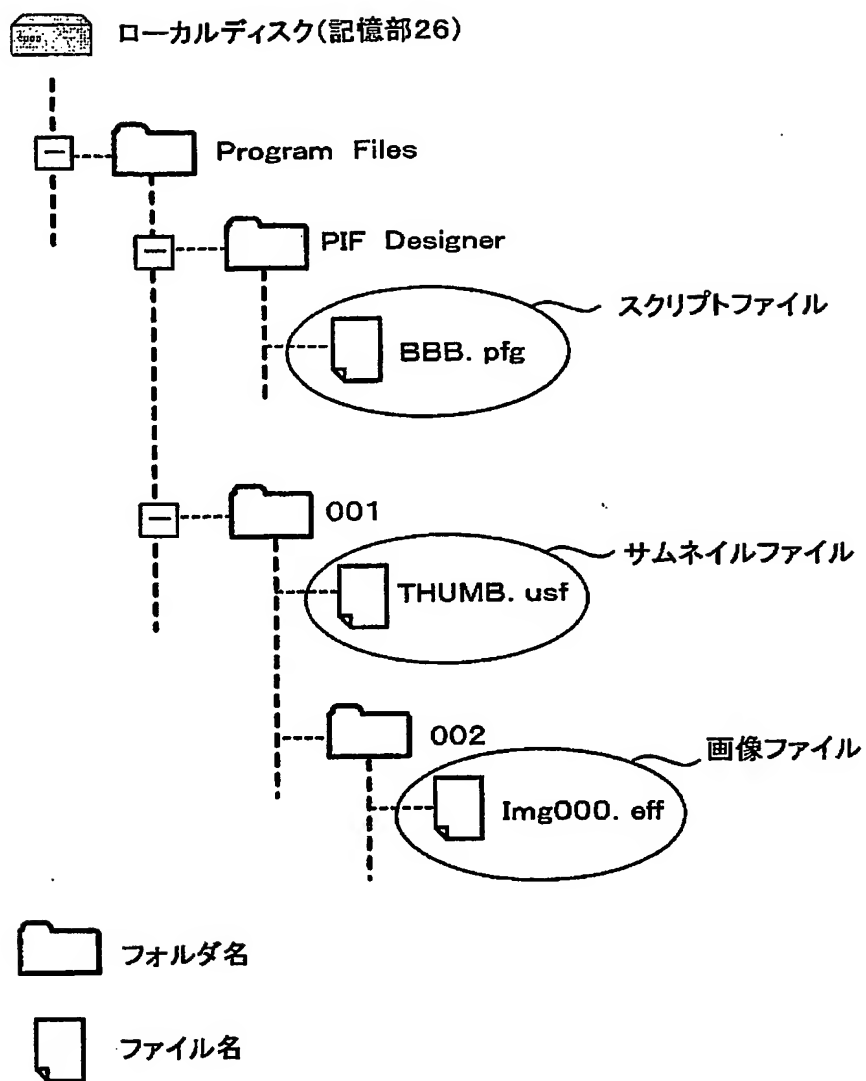 ローカルディスク(記憶部26)
Program Files
PIF Designer
スクリプトファイル
BBB. pfg
001
サムネイルファイル
THUMB. usf
002
画像ファイル
Img000. eff
フォルダ名
ファイル名